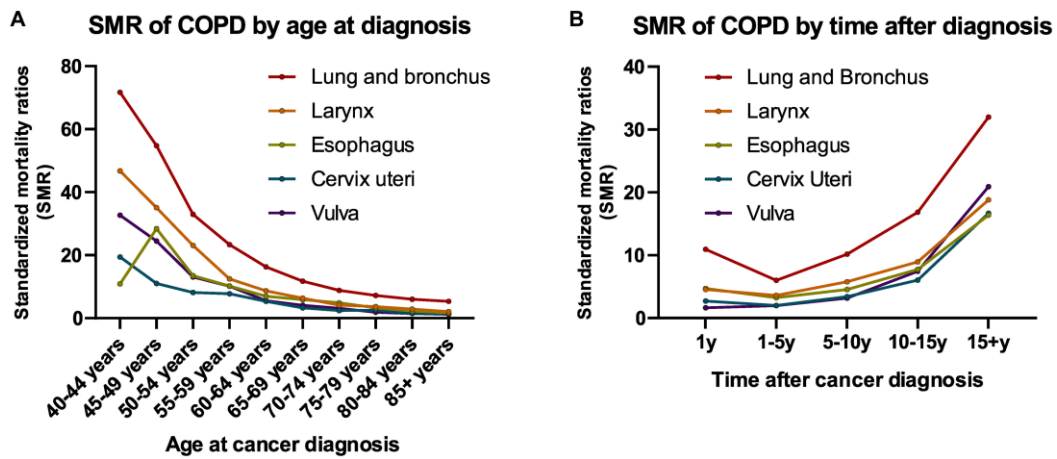 A
SMR of COPD by age at diagnosis
Standardized mortality ratios
(SMR)
80
60
40
20
0
Lung and bronchus
Larynx
Esophagus
Cervix uteri
Vulva
40-44 years
45-49 years
50-54 years
55-59 years
60-64 years
65-69 years
70-74 years
75-79 years
80-84 years
85+ years
Age at cancer diagnosis
B
SMR of COPD by time after diagnosis
Standardized mortality ratios
(SMR)
40
30
20
10
0
Lung and Bronchus
Larynx
Esophagus
Cervix Uteri
Vulva
1y
1-5y
5-10y
10-15y
15+y
Time after cancer diagnosis